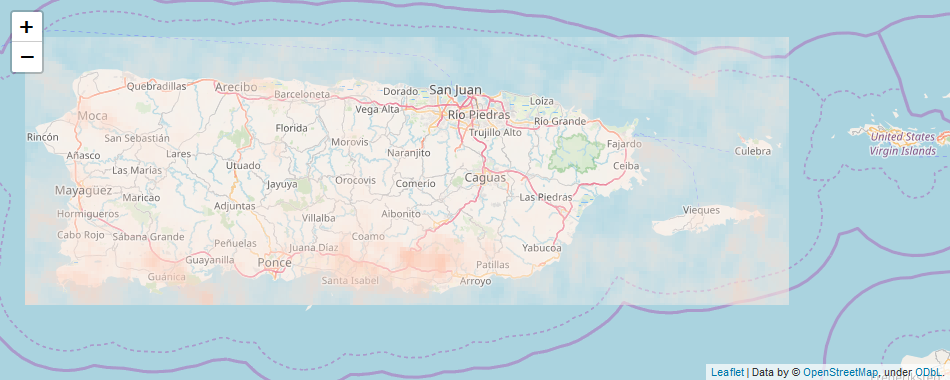 +
−
Quebradillas
Arecibo
Barceloneta
Dorado
San Juan
Vega Alta
Loíza
Moca
Río Piedras
Río Grande
Rincón
San Sebastián
Florida
Morovis
Trujillo Alto
Fajardo
United States
Virgin Islands
Añasco
Lares
Naranjito
Culebra
Las Marías
Utuado
Ceiba
Mayagüez
Maricao
Jayuya
Orocovis
Comerío
Caguas
Las Piedras
Hormigueros
Adjuntas
Villalba
Aibonito
Vieques
Cabo Rojo
Sábana Grande
Peñuelas
Juana Díaz
Coamo
Yabucoa
Guayanilla
Ponce
Patillas
Guánica
Santa Isabel
Arroyo
Leaflet | Data by © OpenStreetMap, under ODbL.